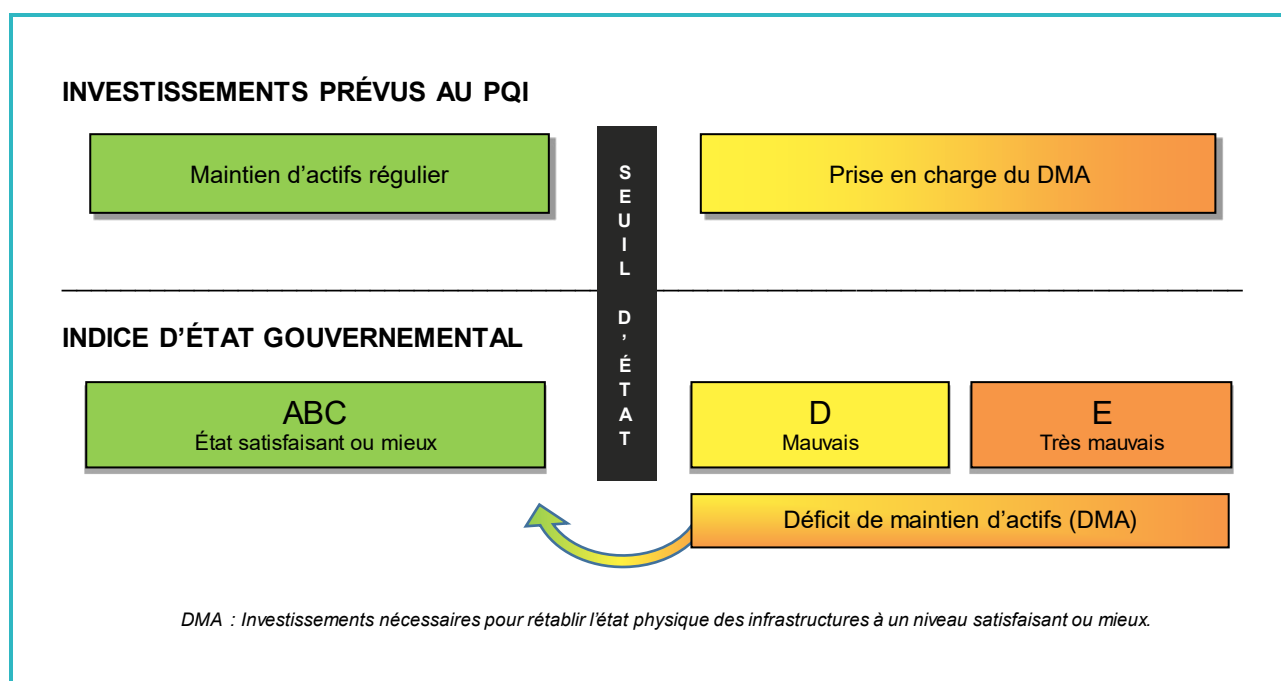 INVESTISSEMENTS PRÉVUS AU PQI
Maintien d’actifs régulier
SEUIL D’ÉTAT
Prise en charge du DMA
INDICE D’ÉTAT GOUVERNEMENTAL
ABC
État satisfaisant ou mieux
D
Mauvais
E
Très mauvais
Déficit de maintien d’actifs (DMA)
DMA : Investissements nécessaires pour rétablir l’état physique des infrastructures à un niveau satisfaisant ou mieux.